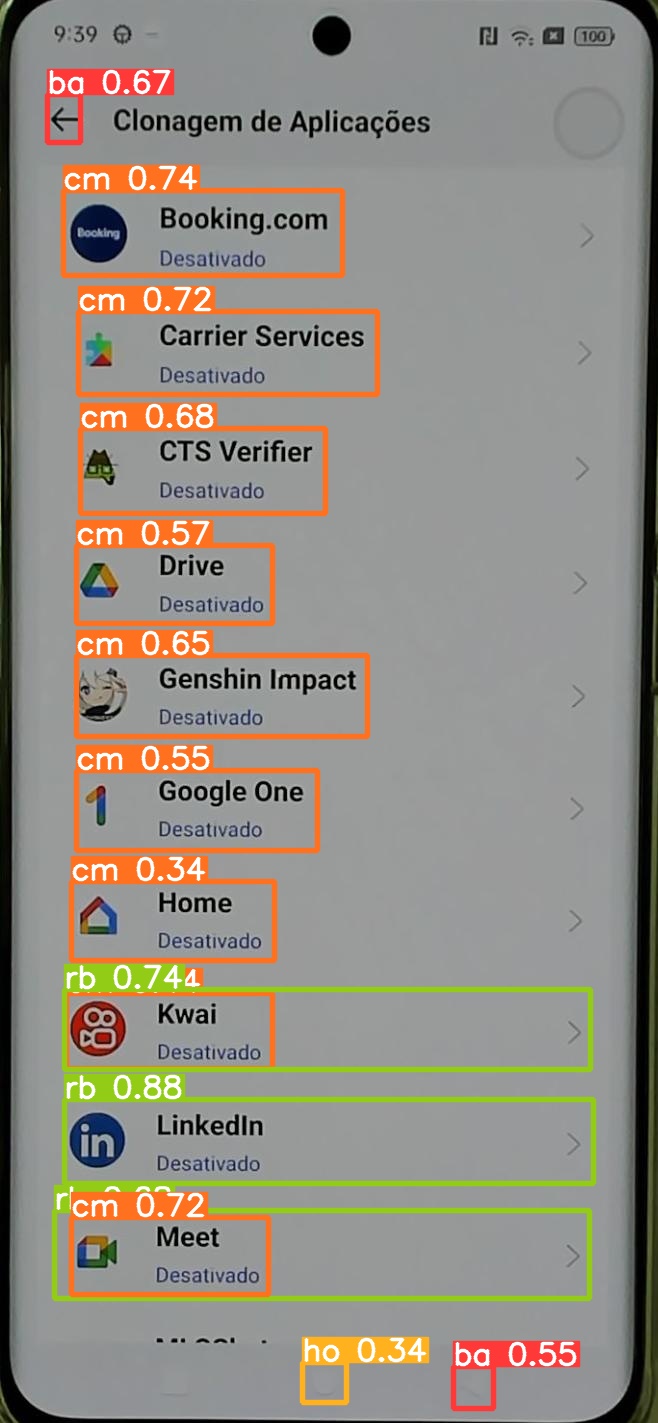 9:39
100
ba 0.67
Clonagem de Aplicações
cm 0.74
Booking
Booking.com
Desativado
cm 0.72
Carrier Services
Desativado
cm 0.68
CTS Verifier
Desativado
cm 0.57
Drive
Desativado
cm 0.65
Genshin Impact
Desativado
cm 0.55
Google One
Desativado
cm 0.34
Home
Desativado
rb 0.74
Kwai
Desativado
rb 0.88
in
LinkedIn
Desativado
cm 0.72
Meet
Desativado
ho 0.34
ba 0.55